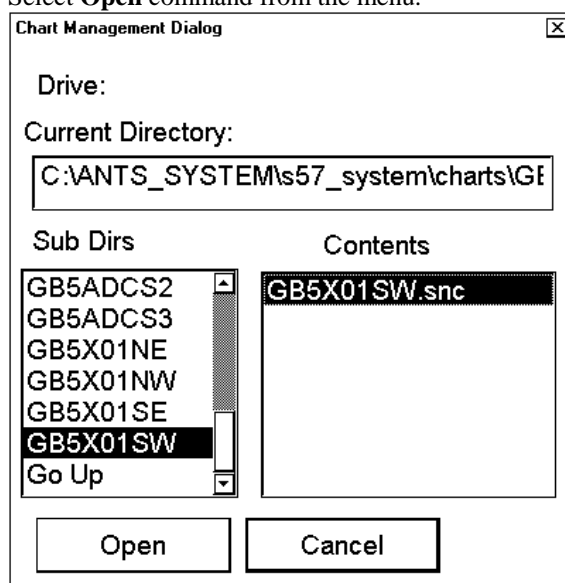 Select Open command from the menu.
Chart Management Dialog
Drive:
Current Directory:
C:\ANTS_SYSTEM\s57_system\charts\GE
Sub Dirs
Contents
GB5ADCS2
GB5ADCS3
GB5X01NE
GB5X01NW
GB5X01SE
GB5X01SW
Go Up
GB5X01SW.snc
Open
Cancel